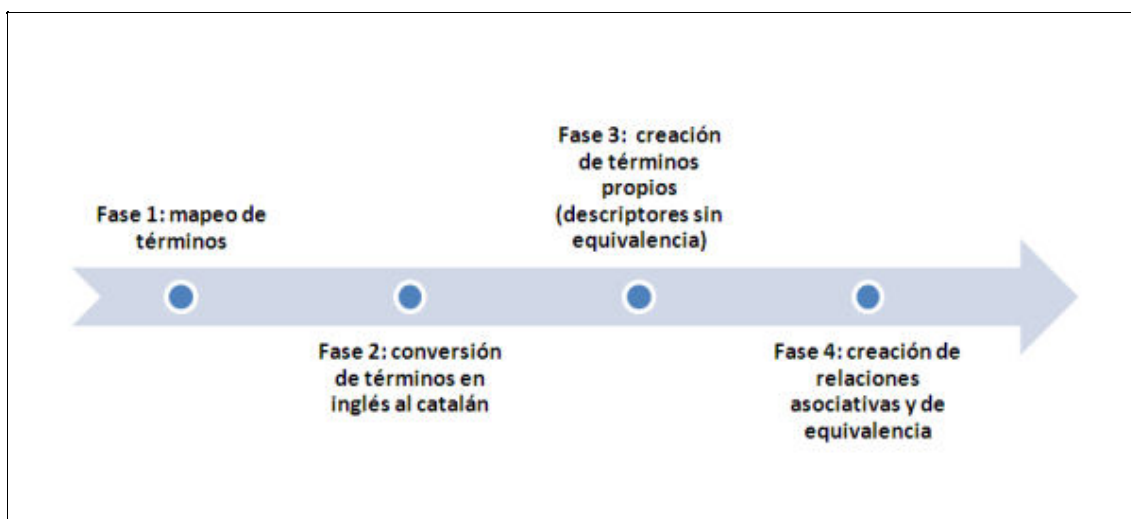 Fase 1: mapeo de
términos
Fase 2: conversión
de términos en
inglés al catalán
Fase 3:  creación
de términos
propios
(descriptores sin
equivalencia)
Fase 4: creación de
relaciones
asociativas y de
equivalencia